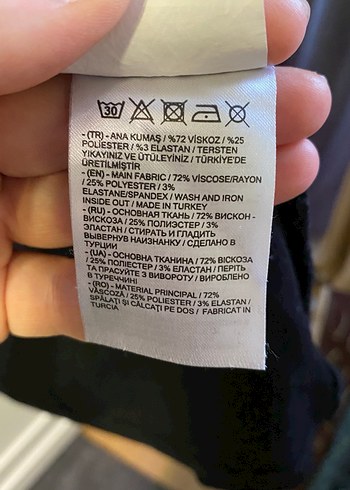 30
- (TR) - ANA KUMAŞ / %72 VİSKOZ / %25
POLİESTER / %3 ELASTAN / TERSTEN
YIKAYINIZ VE ÜTÜLEYİNİZ / TÜRKİYE'DE
ÜRETİLMİŞTİR
- (EN) - MAIN FABRIC / 72% VISCOSE/RAYON
/ 25% POLYESTER / 3%
ELASTANE/SPANDEX / WASH AND IRON
INSIDE OUT / MADE IN TURKEY
- (RU) - ОСНОВНАЯ ТКАНЬ / 72% ВИСКОН -
ВИСКОЗА / 25% ПОЛИЭСТЕР / 3%
ЭЛАСТАН / СТИРАТЬ И ГЛАДИТЬ
ВЫВЕРНУВ НАИЗНАНКУ / СДЕЛАНО В
ТУРЦИИ
- (UA) - ОСНОВНА ТКАНИНА / 72% ВІСКОЗА
/ 25% ПОЛІЕСТЕР / 3% ЕЛАСТАН / ПЕРІТЬ
ТА ПРАСУЙТЕ З ВИВОРОТУ / ВИРОБЛЕНО
В ТУРЕЧЧИНІ
- (RO) - MATERIAL PRINCIPAL / 72%
VÂSCOZĂ / 25% POLIESTER / 3% ELASTAN /
SPĂLAȚI ȘI CĂLCAȚI PE DOS / FABRICAT IN
TURCIA